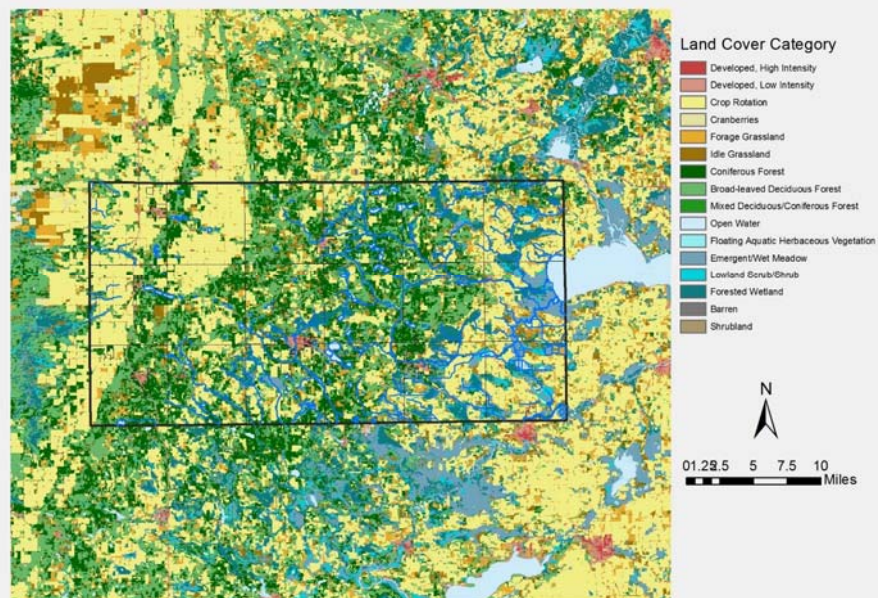 Land Cover Category
Developed, High Intensity
Developed, Low Intensity
Crop Rotation
Cranberries
Forage Grassland
Idle Grassland
Coniferous Forest
Broad-leaved Deciduous Forest
Mixed Deciduous/Coniferous Forest
Open Water
Floating Aquatic Herbaceous Vegetation
Emergent/Wet Meadow
Lowland Scrub/Shrub
Forested Wetland
Barren
Shrubland
N
01.252.5 5 7.5 10
Miles